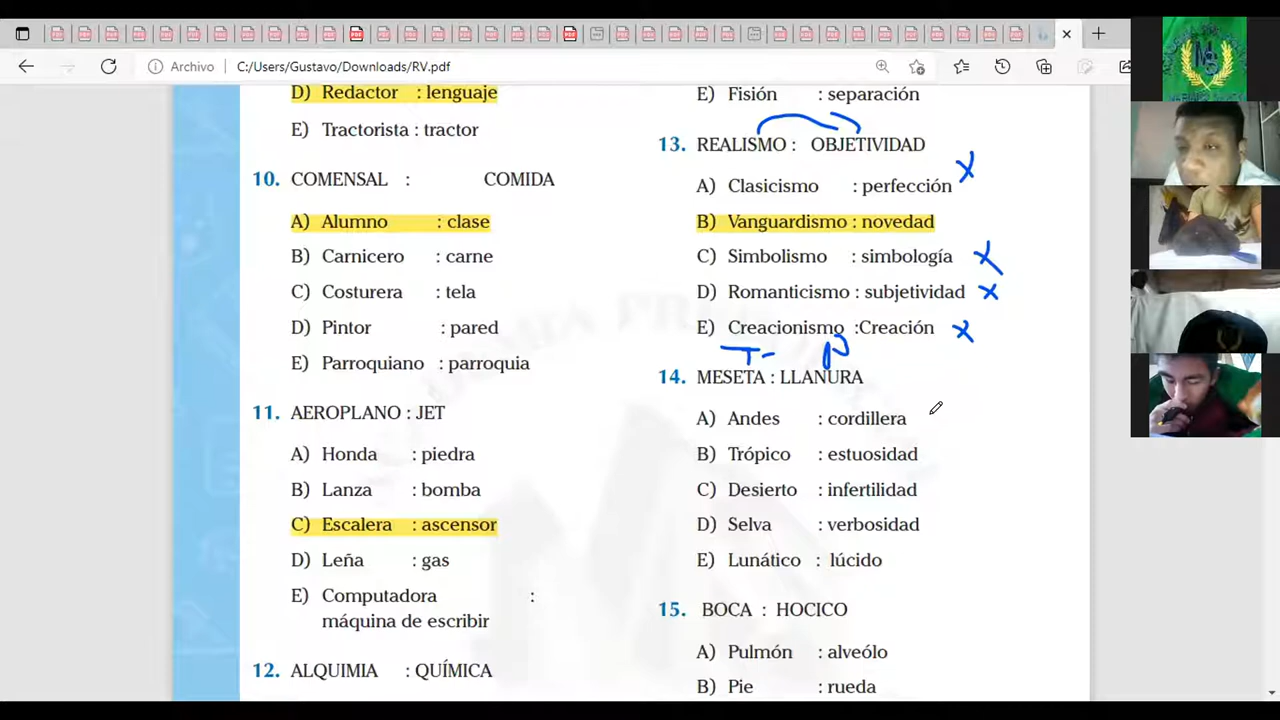 Archivo
C:/Users/Gustavo/Downloads/RV.pdf
D) Redactor : lenguaje
E) Tractorista : tractor
10. COMENSAL : COMIDA
A) Alumno : clase
B) Carnicero : carne
C) Costurera : tela
D) Pintor : pared
E) Parroquiano : parroquia
11. AEROPLANO : JET
A) Honda : piedra
B) Lanza : bomba
C) Escalera : ascensor
D) Leña : gas
E) Computadora :
máquina de escribir
12. ALQUIMIA : QUÍMICA
E) Fisión : separación
13. REALISMO : OBJETIVIDAD
A) Clasicismo : perfección
B) Vanguardismo : novedad
C) Simbolismo : simbología
D) Romanticismo : subjetividad
E) Creacionismo :Creación
14. MESETA : LLANURA
A) Andes : cordillera
B) Trópico : estuosidad
C) Desierto : infertilidad
D) Selva : verbosidad
E) Lunático : lúcido
15. BOCA : HOCICO
A) Pulmón : alveólo
B) Pie : rueda